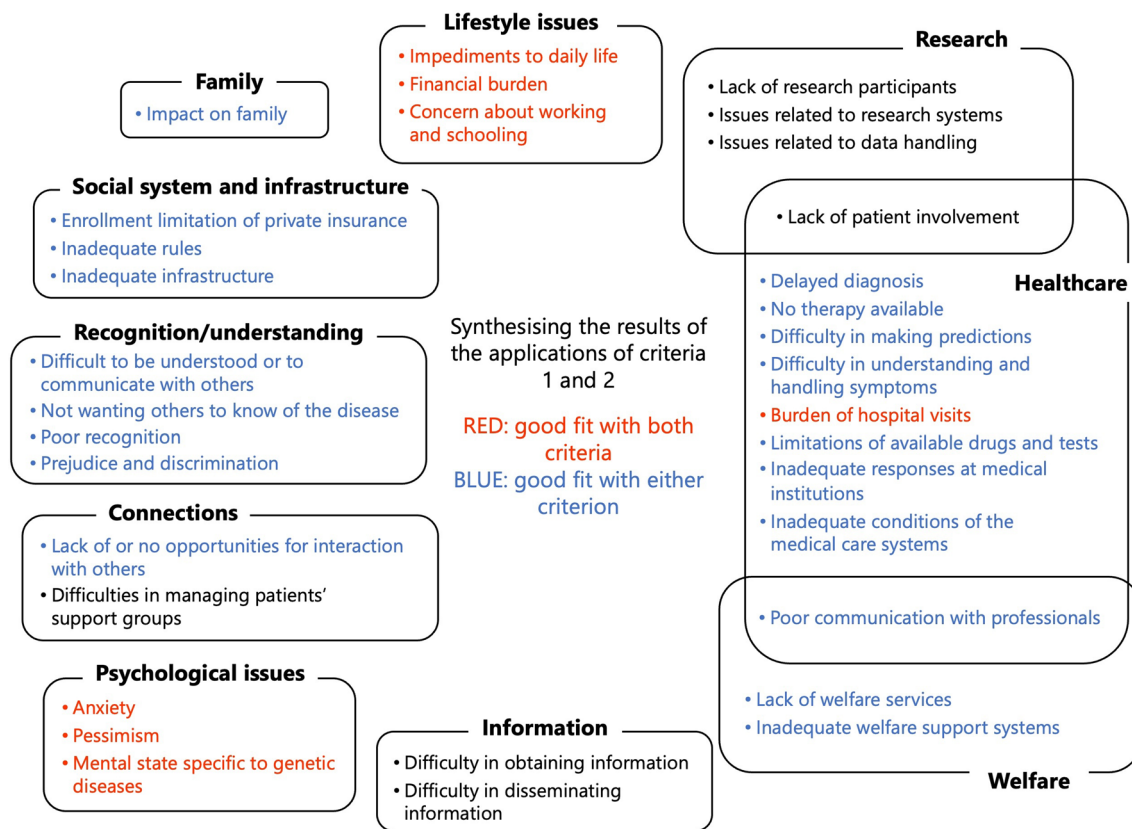 Lifestyle issues
• Impediments to daily life
• Financial burden
• Concern about working
and schooling
Family
• Impact on family
Research
• Lack of research participants
• Issues related to research systems
• Issues related to data handling
• Lack of patient involvement
Social system and infrastructure
• Enrollment limitation of private insurance
• Inadequate rules
• Inadequate infrastructure
Healthcare
• Delayed diagnosis
• No therapy available
• Difficulty in making predictions
• Difficulty in understanding and
handling symptoms
• Burden of hospital visits
• Limitations of available drugs and tests
• Inadequate responses at medical
institutions
• Inadequate conditions of the
medical care systems
Recognition/understanding
• Difficult to be understood or to
communicate with others
• Not wanting others to know of the disease
• Poor recognition
• Prejudice and discrimination
Synthesising the results of
the applications of criteria
1 and 2
RED: good fit with both
criteria
BLUE: good fit with either
criterion
Connections
• Lack of or no opportunities for interaction
with others
• Difficulties in managing patients’
support groups
• Poor communication with professionals
Psychological issues
• Anxiety
• Pessimism
• Mental state specific to genetic
diseases
Information
• Difficulty in obtaining information
• Difficulty in disseminating
information
• Lack of welfare services
• Inadequate welfare support systems
Welfare